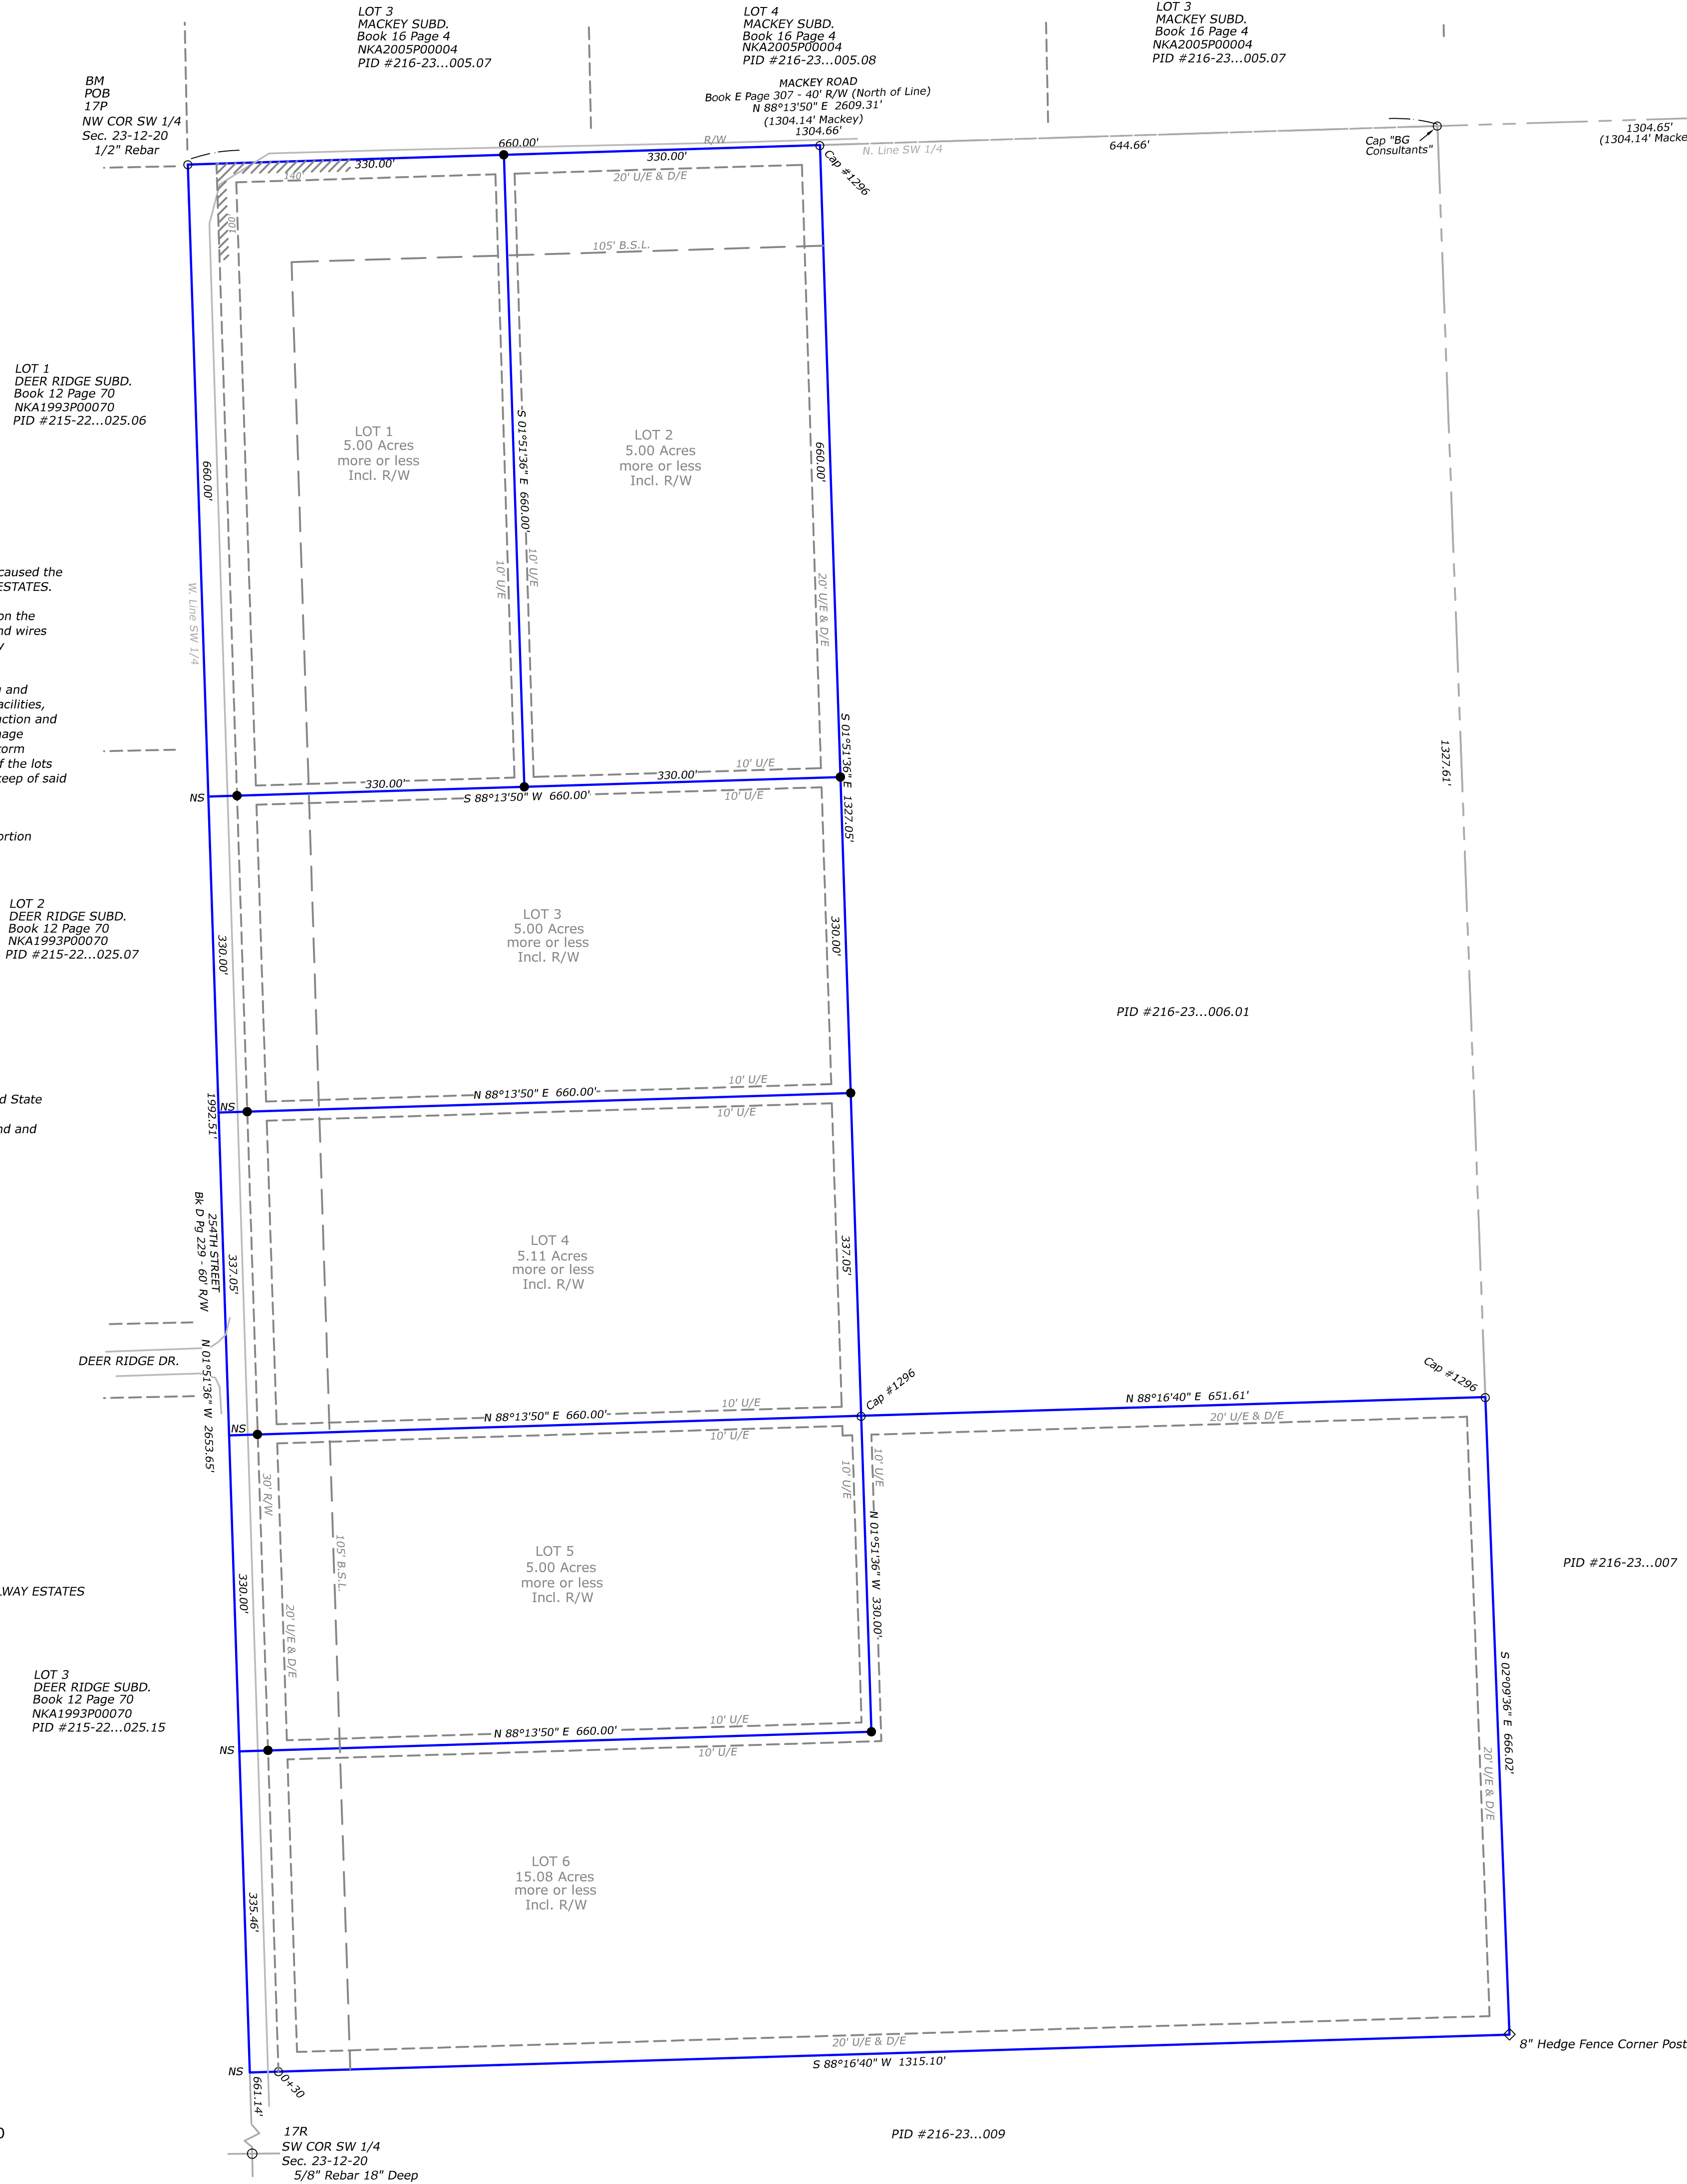 LOT 3
MACKEY SUBD.
Book 16 Page 4
NKA2005P00004
PID #216-23...005.07
LOT 4
MACKEY SUBD.
Book 16 Page 4
NKA2005P00004
PID #216-23...005.08
LOT 3
MACKEY SUBD.
Book 16 Page 4
NKA2005P00004
PID #216-23...005.07
MACKEY ROAD
Book E Page 307 - 40' R/W (North of Line)
N 88°13'50" E 2609.31'
(1304.14' Mackey)
1304.66'
BM
POB
17P
NW COR SW 1/4
Sec. 23-12-20
1/2" Rebar
660.00'
R/W
330.00'
330.00'
N. Line SW 1/4
644.66'
Cap "BG
Consultants"
1304.65'
(1304.14' Macke
Cap #1296
140'
20' U/E & D/E
100'
105' B.S.L.
LOT 1
DEER RIDGE SUBD.
Book 12 Page 70
NKA1993P00070
PID #215-22...025.06
LOT 1
5.00 Acres
more or less
Incl. R/W
LOT 2
5.00 Acres
more or less
Incl. R/W
660.00'
S 01°51'36" E 660.00'
660.00'
10' U/E
10' U/E
20' U/E & D/E
W. Line SW 1/4
caused the
ESTATES.
on the
nd wires
y
and
acilities,
uction and
nage
torm
f the lots
keep of said
ortion
S 01°51'36" E 1327.05'
1327.61'
10' U/E
330.00'
330.00'
NS
S 88°13'50" W 660.00'
10' U/E
LOT 2
DEER RIDGE SUBD.
Book 12 Page 70
NKA1993P00070
PID #215-22...025.07
330.00'
LOT 3
5.00 Acres
more or less
Incl. R/W
330.00'
PID #216-23...006.01
d State
nd and
10' U/E
N 88°13'50" E 660.00'
NS
10' U/E
1992.51'
254TH STREET
Bk D Pg 229 - 60' R/W
337.05'
LOT 4
5.11 Acres
more or less
Incl. R/W
337.05'
DEER RIDGE DR.
N 01°51'36" W 2653.65'
Cap #1296
Cap #1296
N 88°16'40" E 651.61'
10' U/E
N 88°13'50" E 660.00'
20' U/E & D/E
NS
10' U/E
30' R/W
10' U/E
10' U/E
105' B.S.L.
N 01°51'36" W 330.00'
LOT 5
5.00 Acres
more or less
Incl. R/W
330.00'
20' U/E & D/E
PID #216-23...007
WAY ESTATES
LOT 3
DEER RIDGE SUBD.
Book 12 Page 70
NKA1993P00070
PID #215-22...025.15
S 02°09'36" E 666.02'
10' U/E
N 88°13'50" E 660.00'
NS
10' U/E
20' U/E & D/E
LOT 6
15.08 Acres
more or less
Incl. R/W
335.46'
20' U/E & D/E
8" Hedge Fence Corner Post
S 88°16'40" W 1315.10'
NS
0+30
661.14'
17R
SW COR SW 1/4
Sec. 23-12-20
5/8" Rebar 18" Deep
PID #216-23...009